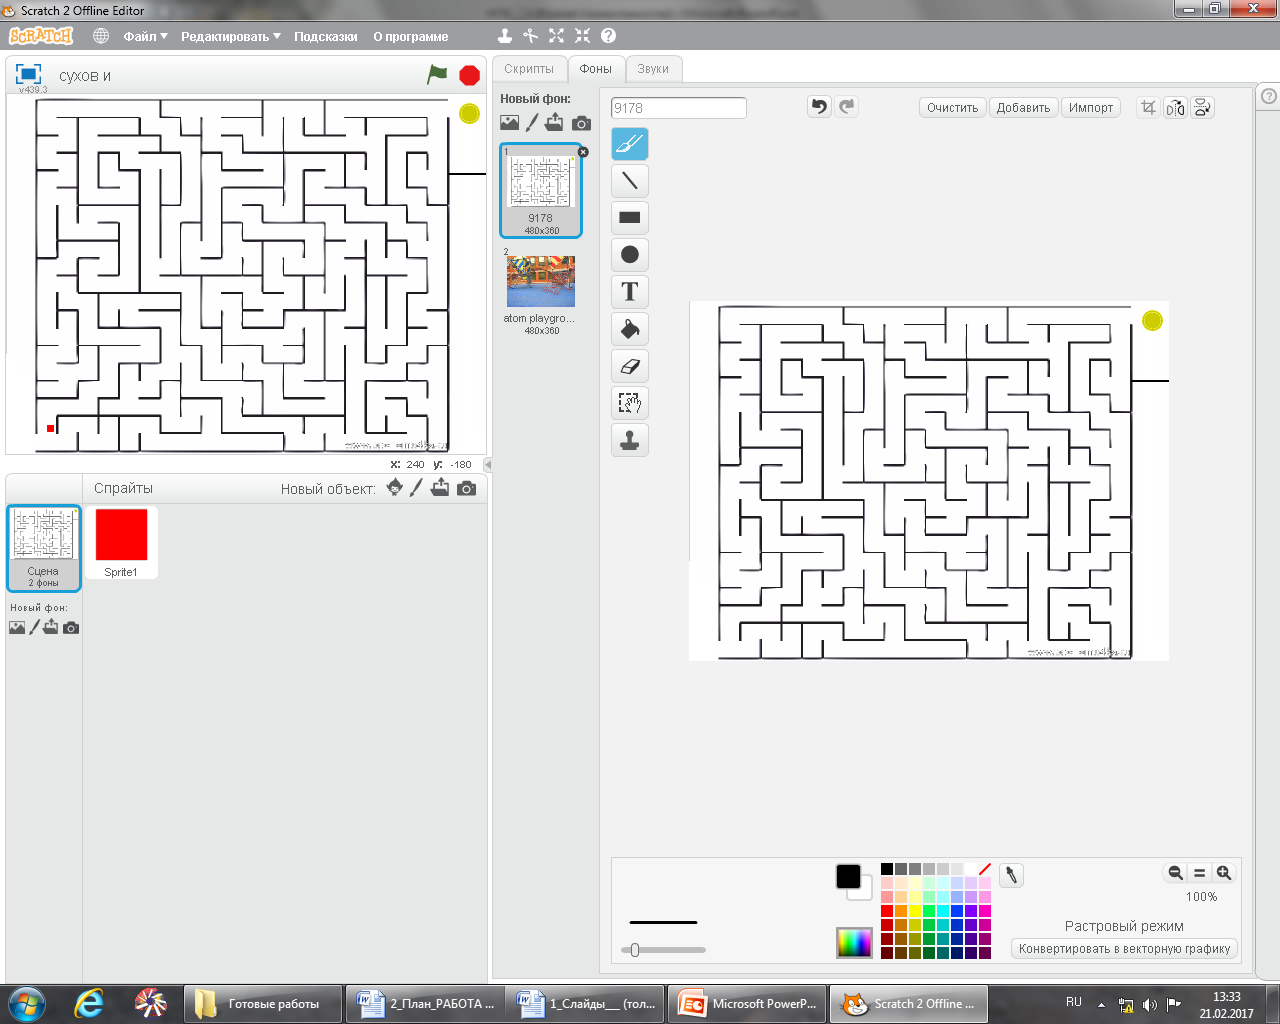 Scratch 2 Offline Editor
SCRATCH
Файл
Редактировать
Подсказки
О программе
v439.3
сухов и
Скрипты
Фоны
Звуки
Новый фон:
1
9178
480x360
2
atom playgro...
480x360
9178
Очистить
Добавить
Импорт
T
x: 240 y: -180
Спрайты
Новый объект:
Сцена
2 фоны
Sprite1
Новый фон:
100%
Растровый режим
Конвертировать в векторную графику
Готовые работы
2_План_РАБОТА ...
1_Слайды___ (тол...
Microsoft PowerP...
Scratch 2 Offline ...
RU
13:33
21.02.2017